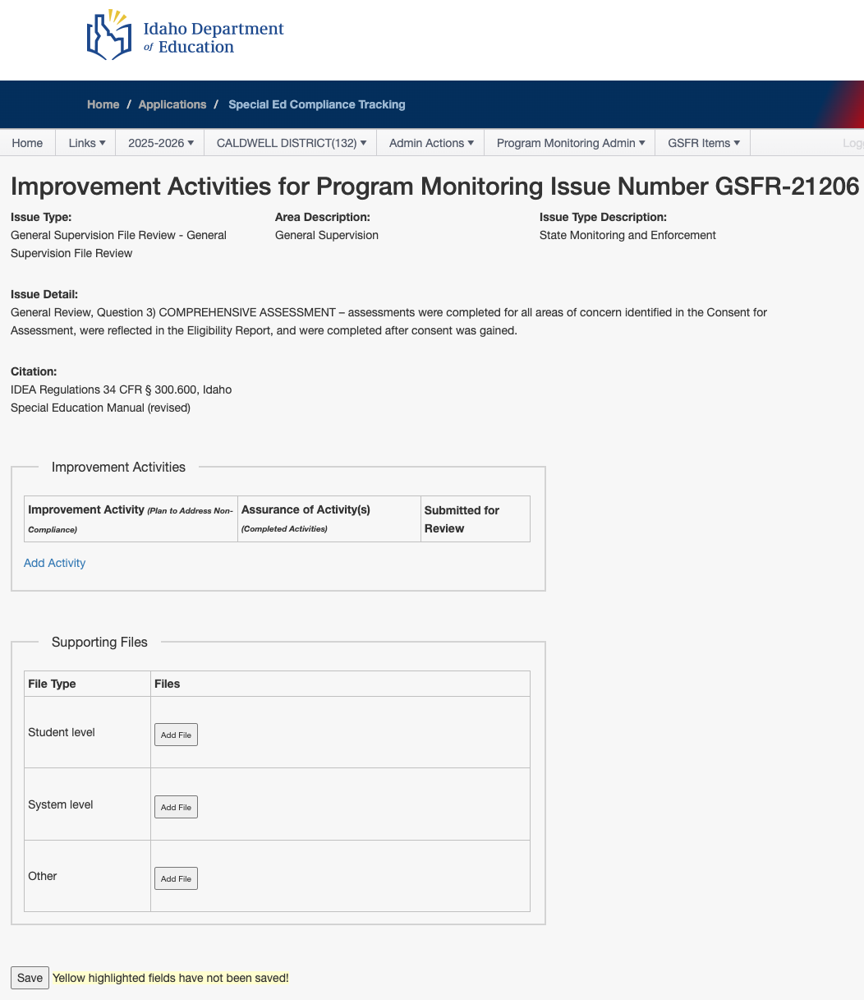 Idaho Department
of Education
Home / Applications / Special Ed Compliance Tracking
Home Links 2025-2026 CALDWELL DISTRICT(132) Admin Actions Program Monitoring Admin GSFR Items
Improvement Activities for Program Monitoring Issue Number GSFR-21206
Issue Type: Area Description: Issue Type Description:
General Supervision File Review - General General Supervision State Monitoring and Enforcement
Supervision File Review
Issue Detail:
General Review, Question 3) COMPREHENSIVE ASSESSMENT – assessments were completed for all areas of concern identified in the Consent for
Assessment, were reflected in the Eligibility Report, and were completed after consent was gained.
Citation:
IDEA Regulations 34 CFR § 300.600, Idaho
Special Education Manual (revised)
Improvement Activities
Improvement Activity (Plan to Address Non- Assurance of Activity(s) Submitted for
Compliance) (Completed Activities) Review
Add Activity
Supporting Files
File Type Files
Student level Add File
System level Add File
Other Add File
Save Yellow highlighted fields have not been saved!